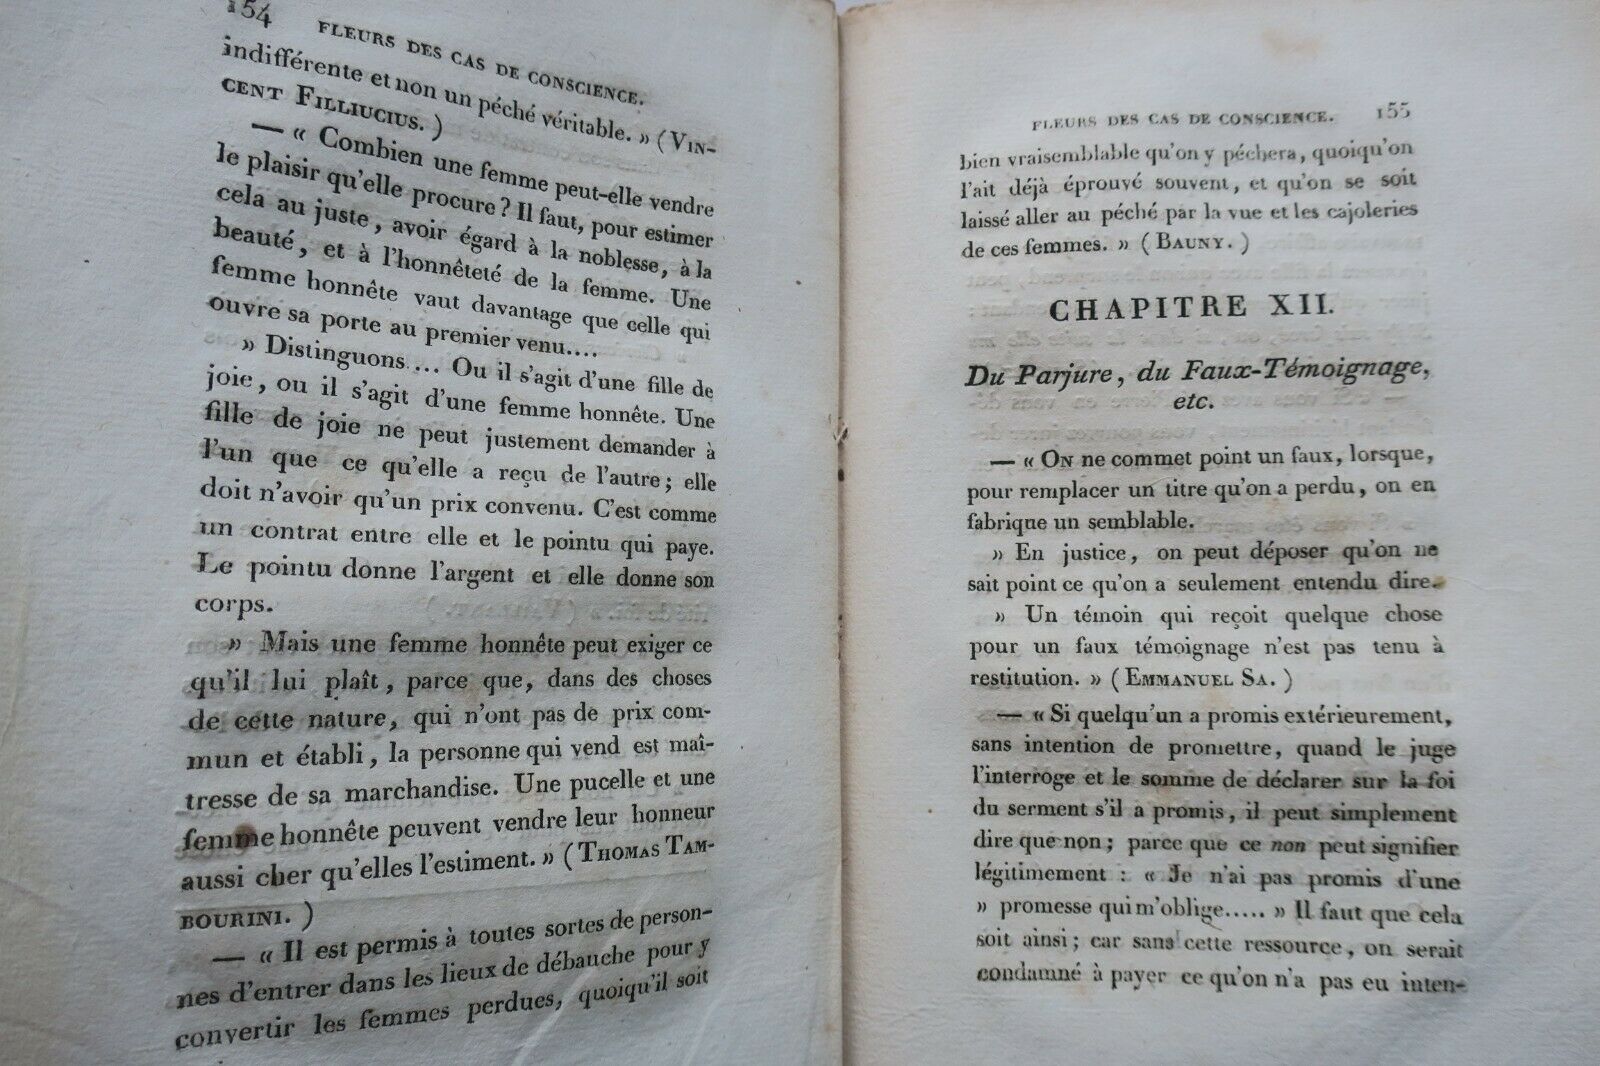 154 FLEURS DES CAS DE CONSCIENCE.
indifférente et non un péché véritable. » (VIN-
CENT FILLIUCIUS. )
— « Combien une femme peut-elle vendre
le plaisir qu'elle procure ? Il faut, pour estimer
cela au juste, avoir égard à la noblesse, à la
beauté, et à l'honnêteté de la femme. Une
femme honnête vaut davantage que celle qui
ouvre sa porte au premier venu....
» Distinguons.... Ou il s'agit d'une fille de
joie, ou il s'agit d'une femme honnête. Une
fille de joie ne peut justement demander à
l'un que ce qu'elle a reçu de l'autre ; elle
doit n'avoir qu'un prix convenu. C'est comme
un contrat entre elle et le pointu qui paye.
Le pointu donne l'argent et elle donne son
corps.
» Mais une femme honnête peut exiger ce
qu'il lui plaît, parce que, dans des choses
de cette nature, qui n'ont pas de prix com-
mun et établi, la personne qui vend est maî-
tresse de sa marchandise. Une pucelle et une
femme honnête peuvent vendre leur honneur
aussi cher qu'elles l'estiment. » (THOMAS TAM-
BOURINI. )
— « Il est permis à toutes sortes de person-
nes d'entrer dans les lieux de débauche pour y
convertir les femmes perdues, quoiqu'il soit
FLEURS DES CAS DE CONSCIENCE. 155
bien vraisemblable qu'on y péchera, quoiqu'on
l'ait déjà éprouvé souvent, et qu'on se soit
laissé aller au péché par la vue et les cajoleries
de ces femmes. » ( BAUNY. )
CHAPITRE XII.
Du Parjure, du Faux-Témoignage,
etc.
— « ON ne commet point un faux, lorsque,
pour remplacer un titre qu'on a perdu, on en
fabrique un semblable.
» En justice, on peut déposer qu'on ne
sait point ce qu'on a seulement entendu dire.
» Un témoin qui reçoit quelque chose
pour un faux témoignage n'est pas tenu à
restitution. » ( EMMANUEL SA. )
— « Si quelqu'un a promis extérieurement,
sans intention de promettre, quand le juge
l'interroge et le somme de déclarer sur la foi
du serment s'il a promis, il peut simplement
dire que non ; parce que ce non peut signifier
légitimement : « Je n'ai pas promis d'une
» promesse qui m'oblige..... » Il faut que cela
soit ainsi ; car sans cette ressource, on serait
condamné à payer ce qu'on n'a pas eu inten-